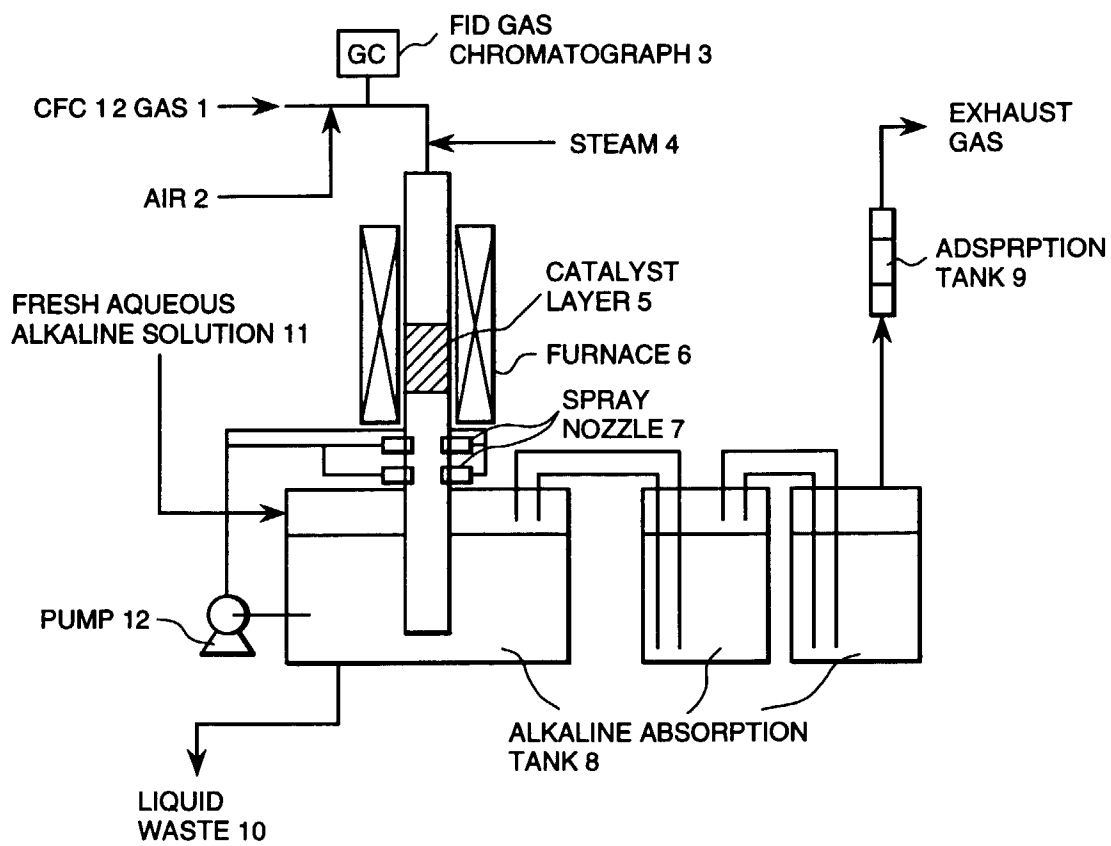 FID GAS
CHROMATOGRAPH 3
GC
CFC 12 GAS 1
EXHAUST
GAS
STEAM 4
AIR 2
ADSPRPTION
TANK 9
CATALYST
LAYER 5
FRESH AQUEOUS
ALKALINE SOLUTION 11
FURNACE 6
SPRAY
NOZZLE 7
PUMP 12
ALKALINE ABSORPTION
TANK 8
LIQUID
WASTE 10